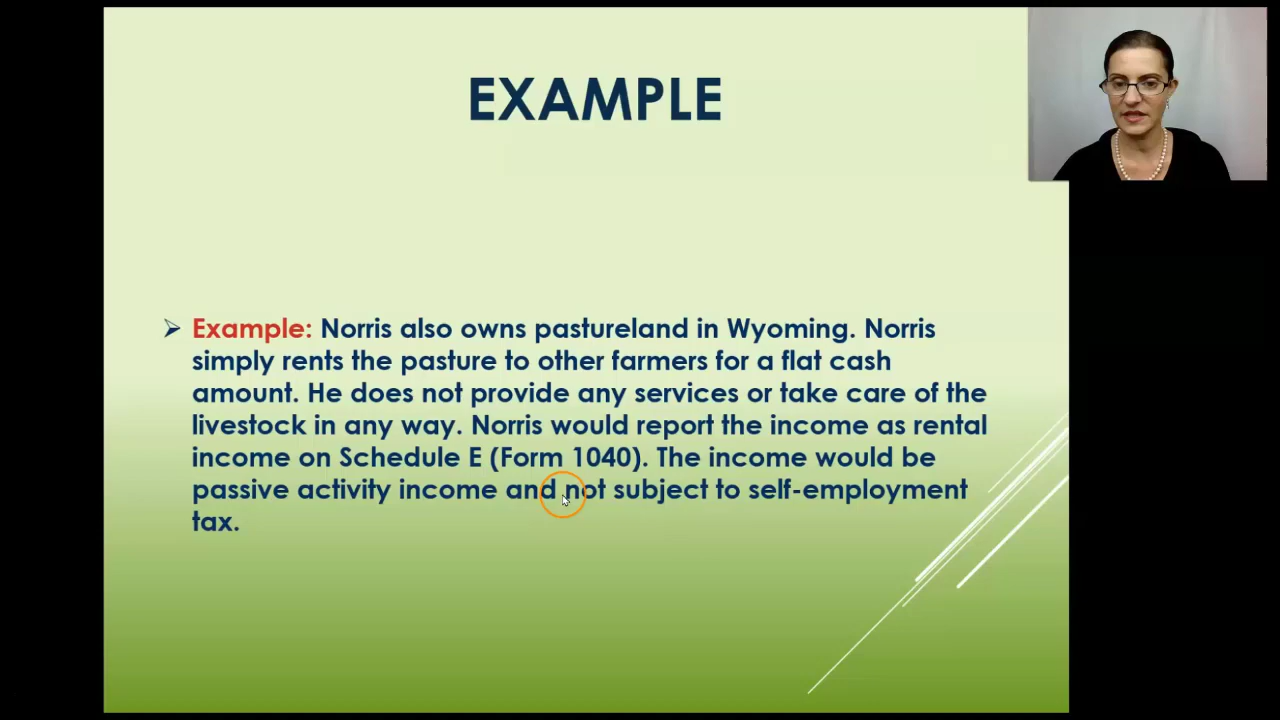 EXAMPLE
Example: Norris also owns pastureland in Wyoming. Norris
simply rents the pasture to other farmers for a flat cash
amount. He does not provide any services or take care of the
livestock in any way. Norris would report the income as rental
income on Schedule E (Form 1040). The income would be
passive activity income and not subject to self-employment
tax.